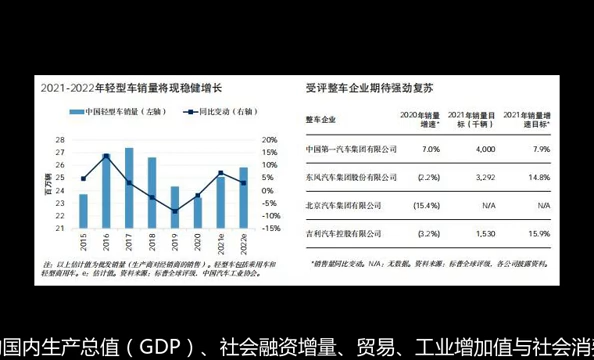 2021-2022年轻型车销量将现稳健增长
中国轻型车销量（左轴） 同比变动（右轴）
百万辆
28
27
26
25
24
23
22
21
20%
15%
10%
5%
0%
-5%
-10%
-15%
2015 2016 2017 2018 2019 2020 2021e 2022e
注：以上估计值为批发销量（生产商对经销商的销售）。轻型车包括乘用车和
轻型商用车。e：估计值。资料来源：标普全球评级，中国汽车工业协会。
受评整车企业期待强劲复苏
整车企业 2020年销量增速* 2021年销量目标（千辆） 2021年销量增速目标*
中国第一汽车集团有限公司 7.0% 4,000 7.9%
东风汽车集团股份有限公司 (2.2%) 3,292 14.8%
北京汽车集团有限公司 (15.4%) N/A N/A
吉利汽车控股有限公司 (3.2%) 1,530 15.9%
*销量同比变动。N/A：无数据。资料来源：标普全球评级，各公司披露资料。
国内生产总值（GDP）、社会融资增量、贸易、工业增加值与社会消